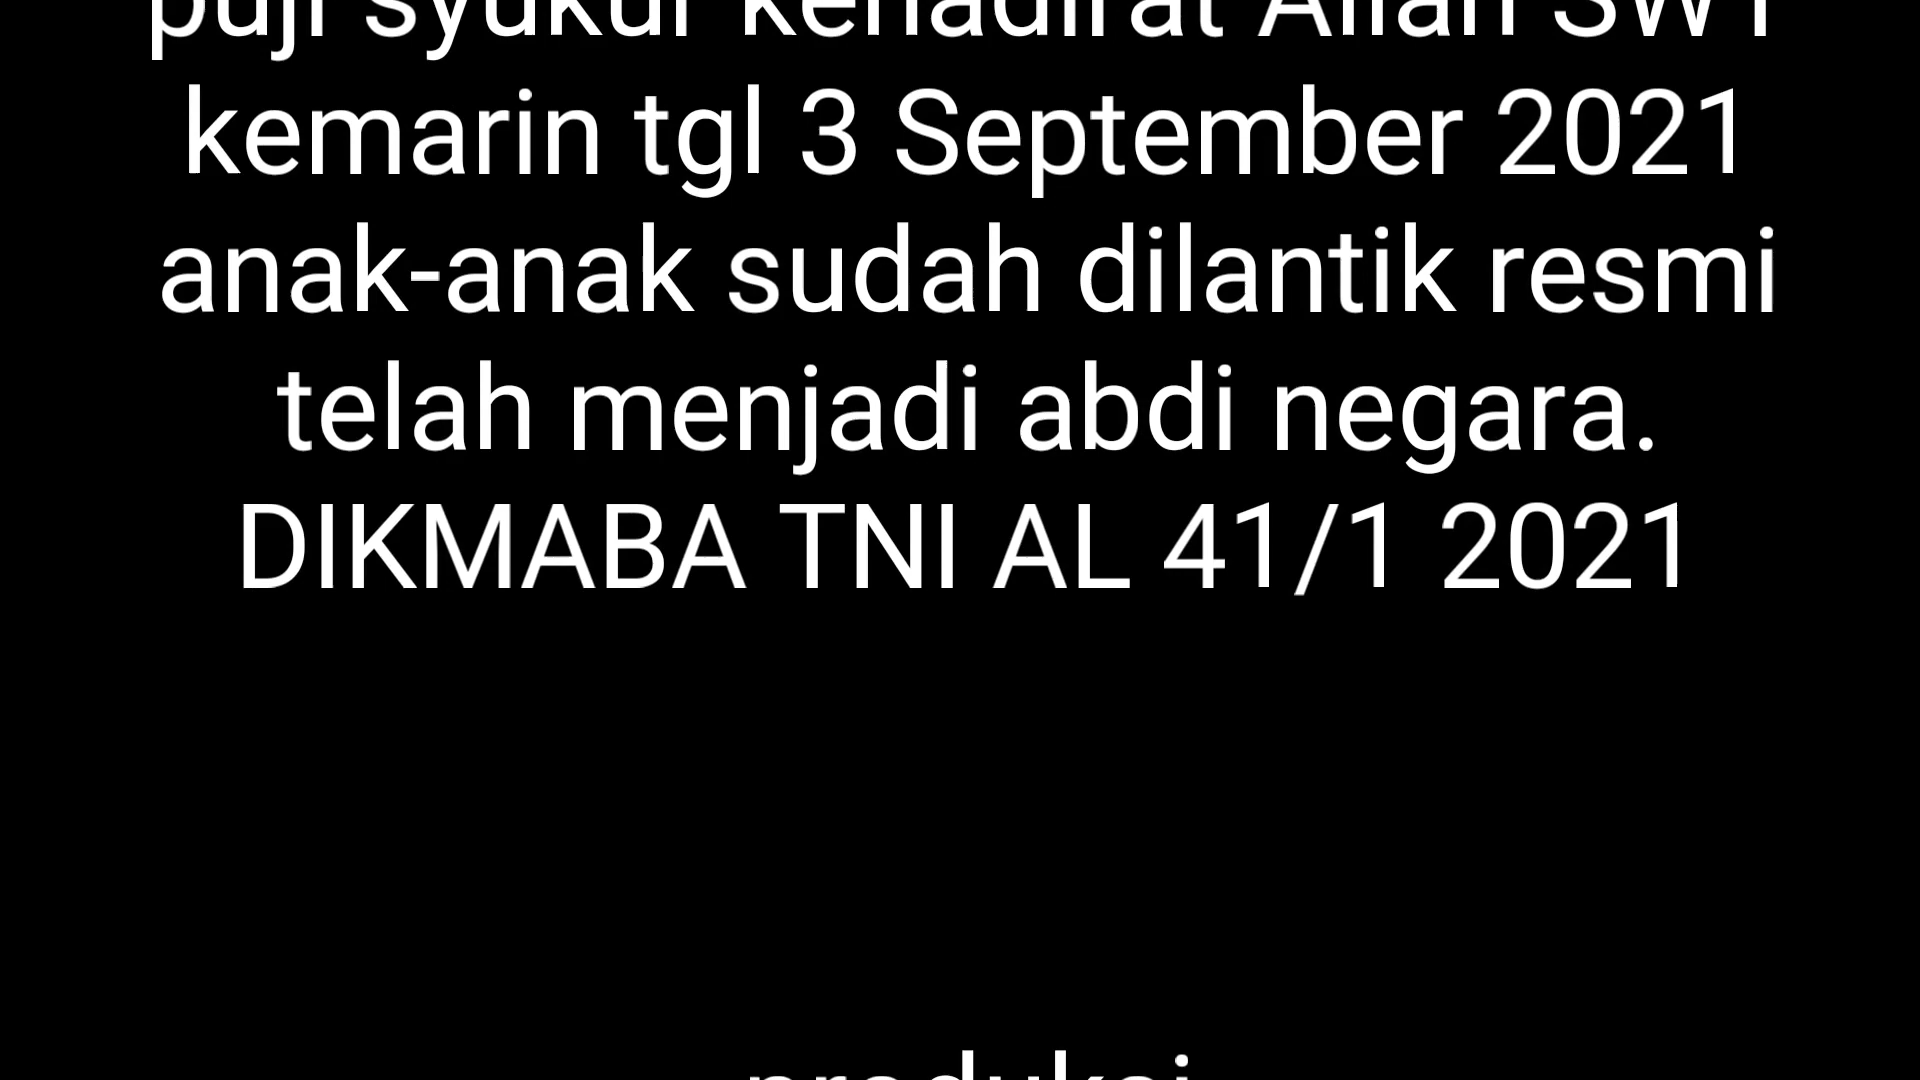 puji syukur kehadirat Allah SWT
kemarin tgl 3 September 2021
anak-anak sudah dilantik resmi
telah menjadi abdi negara.
DIKMABA TNI AL 41/1 2021
produksi